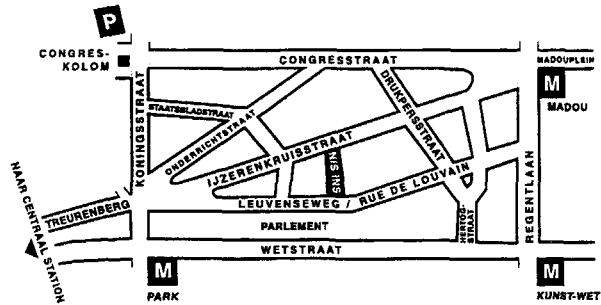 P
CONGRES-
KOLOM
CONGRESSTRAAT
MADOUPLEIN
M
MADOU
STAATSBLADSTRAAT
DRUKPERSSTRAAT
KONINGSSTRAAT
ONDERRICHTSTRAAT
IJZERENKRUISSTRAAT
NIS INS
NAAR CENTRAAL STATION
TREURENBERG
LEUVENSEWEG / RUE DE LOUVAIN
REGENTLAAN
PARLEMENT
HERTOG-
STRAAT
WETSTRAAT
M
PARK
M
KUNST-WET